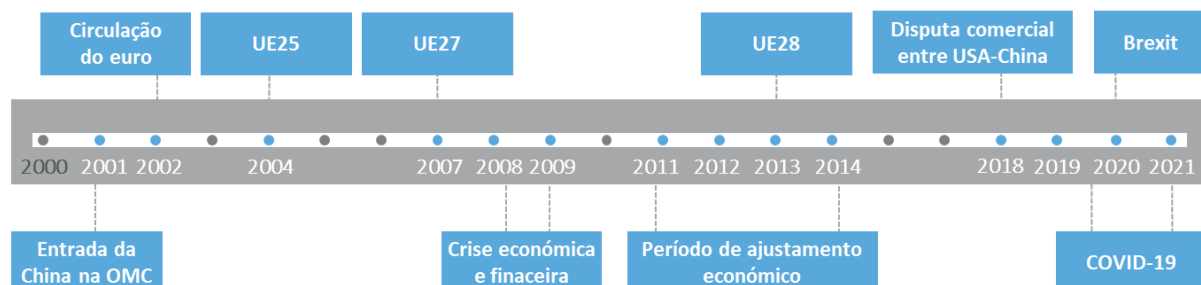 Circulação
do euro
UE25
UE27
UE28
Disputa comercial
entre USA-China
Brexit
2000 2001 2002 2004 2007 2008 2009 2011 2012 2013 2014 2018 2019 2020 2021
Entrada da
China na OMC
Crise económica
e finaceira
Período de ajustamento
económico
COVID-19